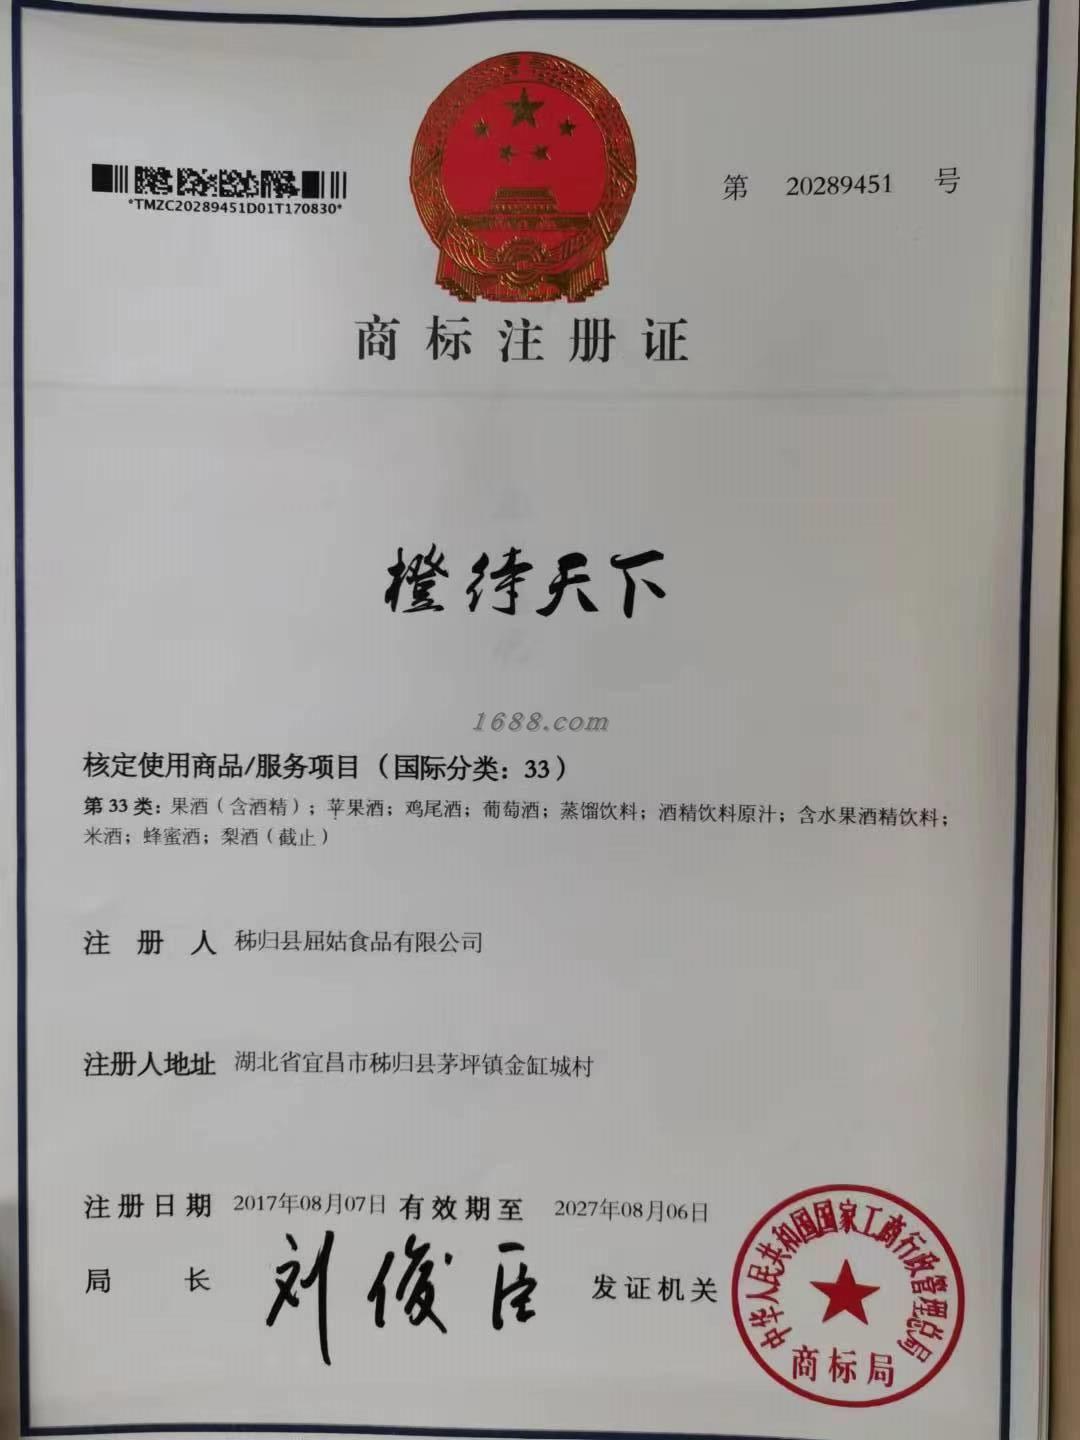 *TMZC20289451D01T170830*
第 20289451 号
商标注册证
橙待天下
1688.com
核定使用商品/服务项目（国际分类：33）
第 33 类：果酒（含酒精）；苹果酒；鸡尾酒；葡萄酒；蒸馏饮料；酒精饮料原汁；含水果酒精饮料；
米酒；蜂蜜酒；梨酒（截止）
注册人 秭归县屈姑食品有限公司
注册人地址 湖北省宜昌市秭归县茅坪镇金缸城村
注册日期 2017年08月07日 有效期至 2027年08月06日
局长 刘俊臣 发证机关
中华人民共和国国家工商行政管理总局
商标局